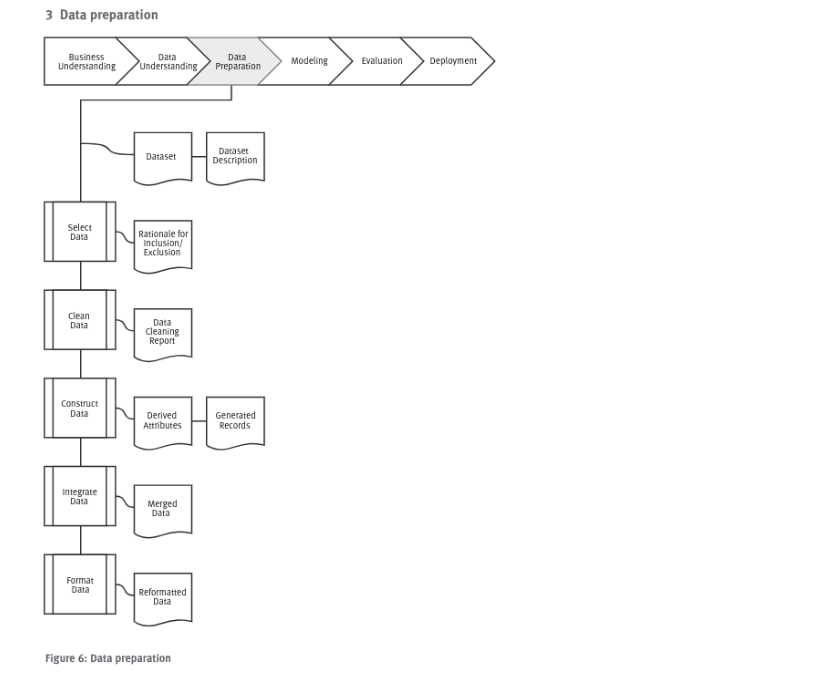 3 Data preparation
Business
Understanding
Data
Understanding
Data
Preparation
Modeling
Evaluation
Deployment
Dataset
Dataset
Description
Select
Data
Rationale for
Inclusion/
Exclusion
Clean
Data
Data
Cleaning
Report
Construct
Data
Derived
Attributes
Generated
Records
Integrate
Data
Merged
Data
Format
Data
Reformatted
Data
Figure 6: Data preparation